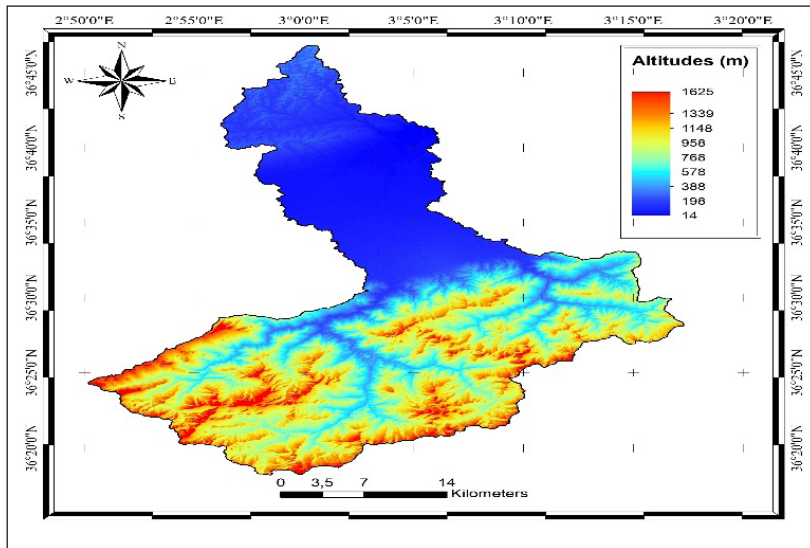 2°50'0"E 2°55'0"E 3°0'0"E 3°5'0"E 3°10'0"E 3°15'0"E 3°20'0"E
N
W E
S
Altitudes (m)
1625
1339
1148
958
768
578
388
198
14
36°45'0"N 36°45'0"N
36°40'0"N 36°40'0"N
36°35'0"N 36°35'0"N
36°30'0"N 36°30'0"N
36°25'0"N 36°25'0"N
36°20'0"N 36°20'0"N
0 3,5 7 14
Kilometers